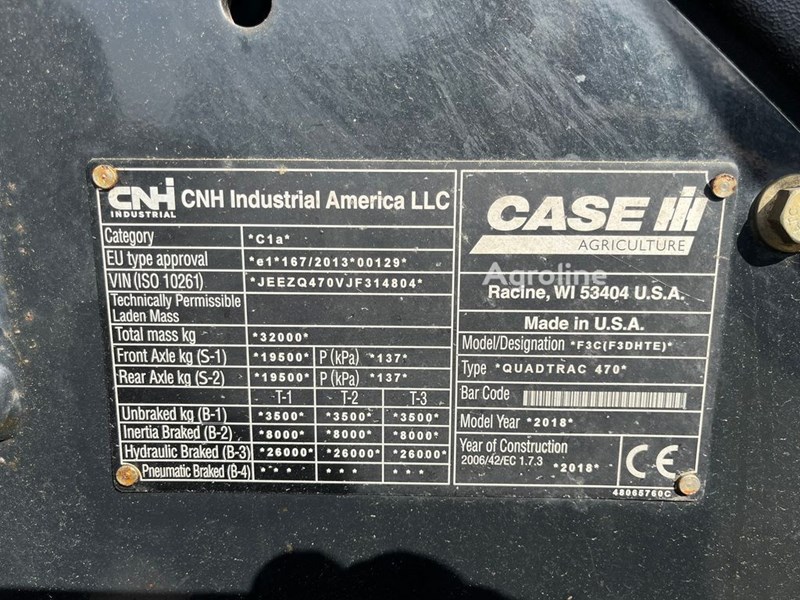 CNH INDUSTRIAL CNH Industrial America LLC
Category *C1a*
EU type approval *e1*167/2013*00129*
VIN (ISO 10261) *JEEZQ470VJF314804*
Technically Permissible
Laden Mass
Total mass kg *32000*
Front Axle kg (S-1) *19500* P (kPa) *137*
Rear Axle kg (S-2) *19500* P (kPa) *137*
T-1 T-2 T-3
Unbraked kg (B-1) *3500* *3500* *3500*
Inertia Braked (B-2) *8000* *8000* *8000*
Hydraulic Braked (B-3) *26000* *26000* *26000*
Pneumatic Braked (B-4) * * * * * * * * *
CASE IH
AGRICULTURE
Agroline
Racine, WI 53404 U.S.A.
Made in U.S.A.
Model/Designation *F3C(F3DHTE)*
Type *QUADTRAC 470*
Bar Code
Model Year *2018*
Year of Construction
2006/42/EC 1.7.3 *2018*
CE
48065760C